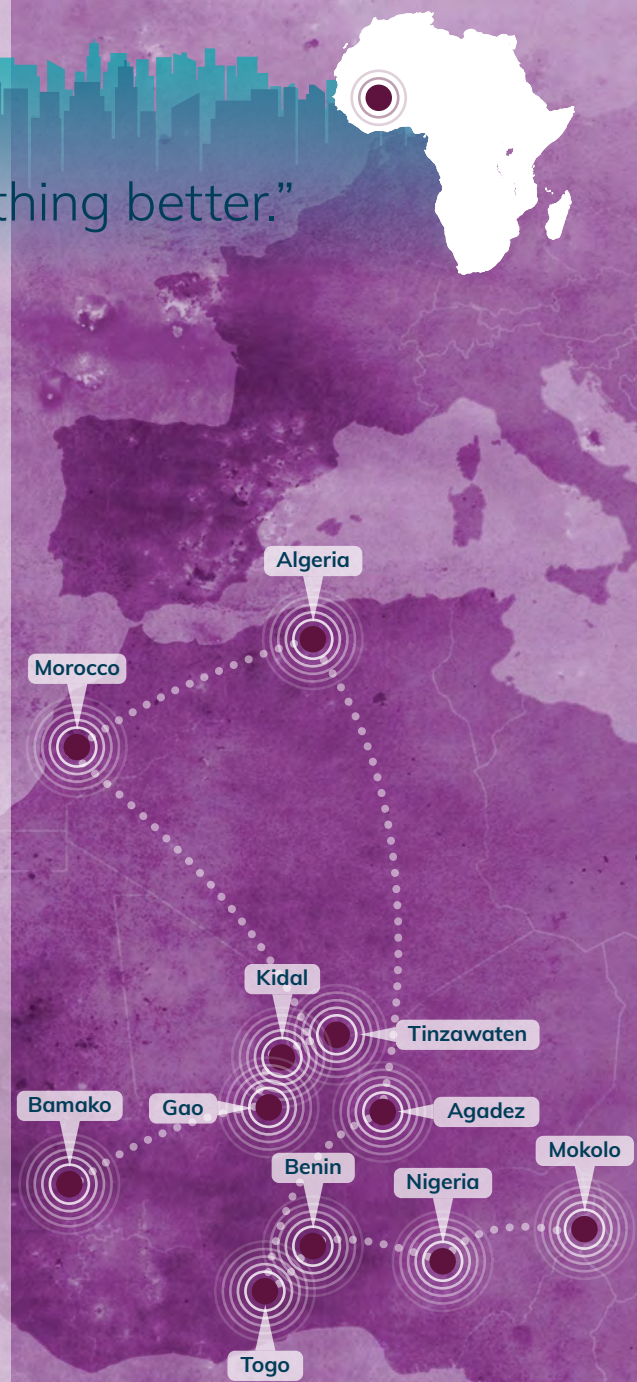 thing better.”
Algeria
Morocco
Kidal
Tinzawaten
Bamako
Gao
Agadez
Mokolo
Benin
Nigeria
Togo